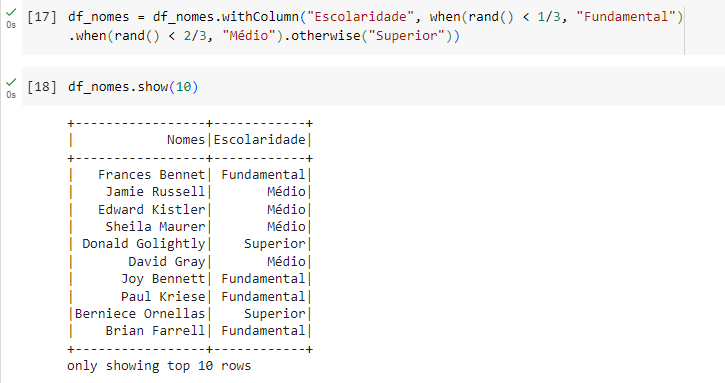 [17] df_nomes = df_nomes.withColumn("Escolaridade", when(rand() < 1/3, "Fundamental")
0s
.when(rand() < 2/3, "Médio").otherwise("Superior"))
[18] df_nomes.show(10)
0s
+-----------------+------------+
|            Nomes|Escolaridade|
+-----------------+------------+
|   Frances Bennet| Fundamental|
|    Jamie Russell|       Médio|
|   Edward Kistler|       Médio|
|    Sheila Maurer|       Médio|
| Donald Golightly|    Superior|
|       David Gray|       Médio|
|      Joy Bennett| Fundamental|
|      Paul Kriese| Fundamental|
|Berniece Ornellas|    Superior|
|    Brian Farrell| Fundamental|
+-----------------+------------+
only showing top 10 rows